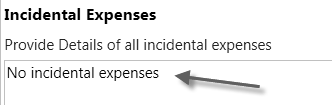 Incidental Expenses
Provide Details of all incidental expenses
No incidental expenses